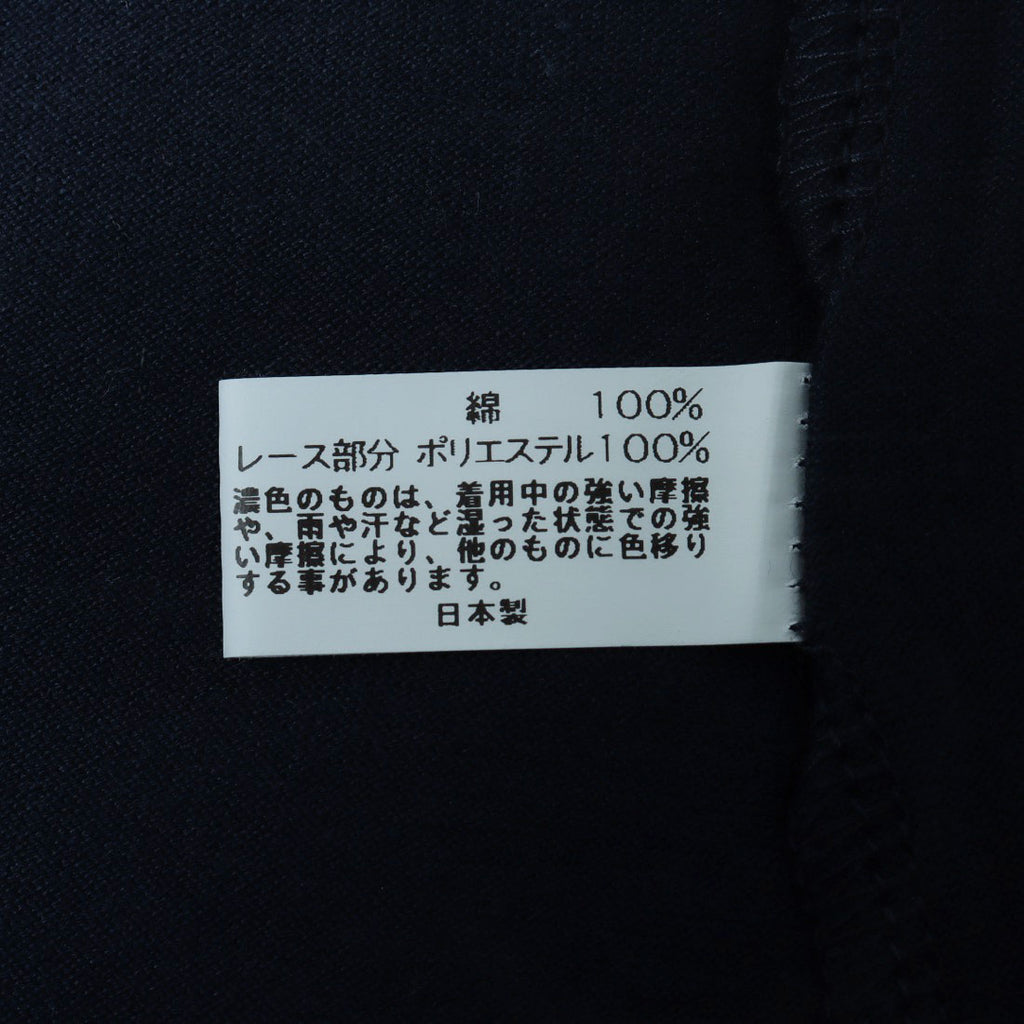 綿 100%
レース部分 ポリエステル100%
濃色のものは、着用中の強い摩擦
や、雨や汗など湿った状態での強
い摩擦により、他のものに色移り
する事があります。
日本製